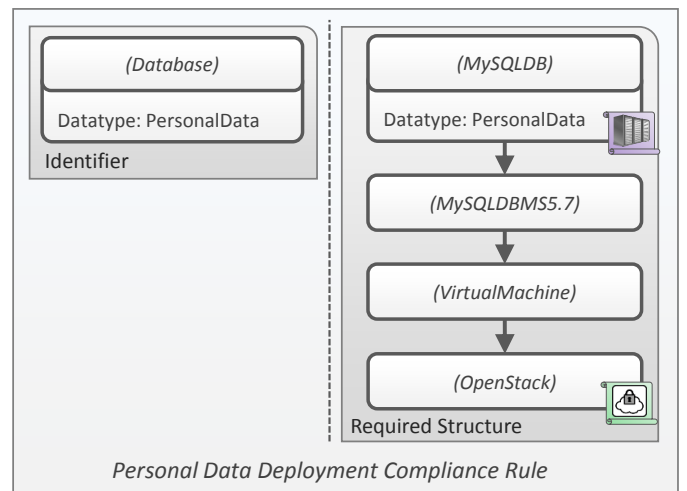 (Database)
Datatype: PersonalData
Identifier
(MySQLDB)
Datatype: PersonalData
(MySQLDBMS5.7)
(VirtualMachine)
(OpenStack)
Required Structure
Personal Data Deployment Compliance Rule